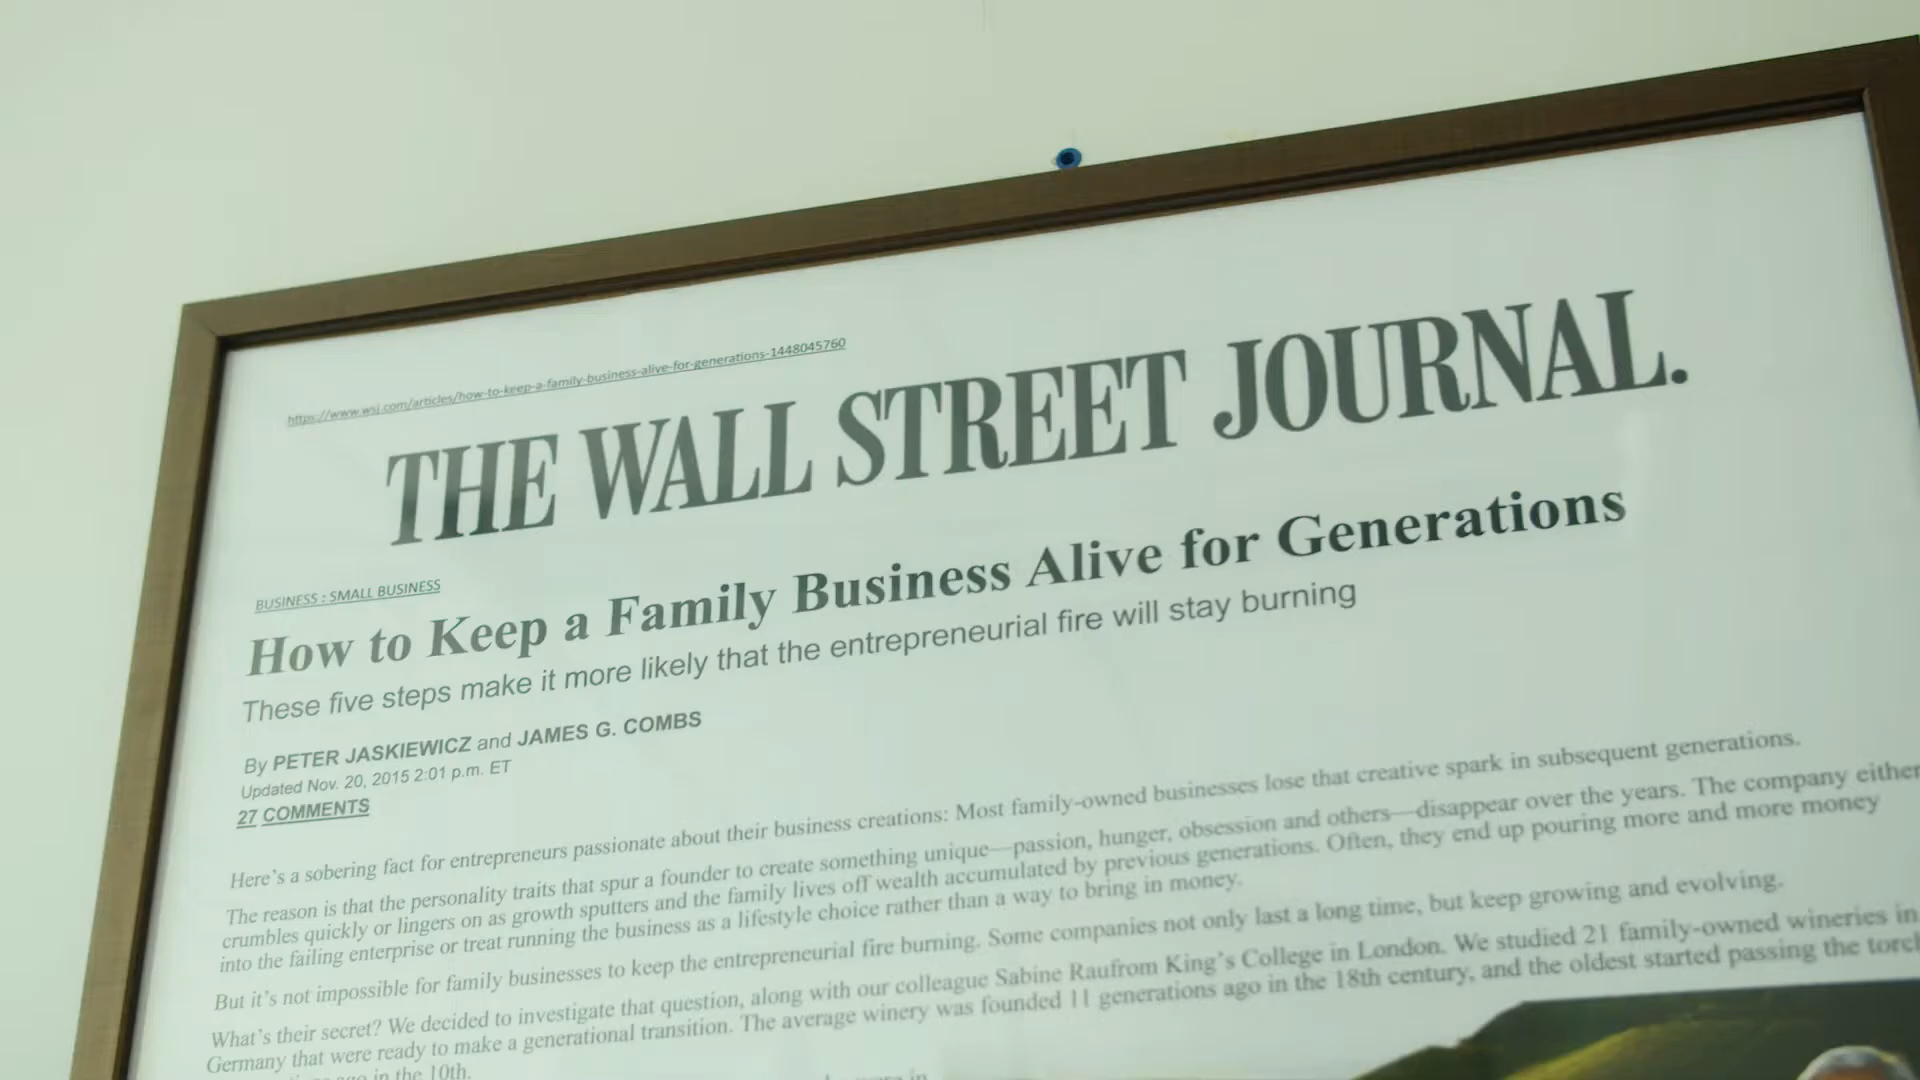 https://www.wsj.com/articles/how-to-keep-a-family-business-alive-for-generations-1448045760
THE WALL STREET JOURNAL.
BUSINESS : SMALL BUSINESS
How to Keep a Family Business Alive for Generations
These five steps make it more likely that the entrepreneurial fire will stay burning
By PETER JASKIEWICZ and JAMES G. COMBS
Updated Nov. 20, 2015 2:01 p.m. ET
27 COMMENTS
Here's a sobering fact for entrepreneurs passionate about their business creations: Most family-owned businesses lose that creative spark in subsequent generations.
The reason is that the personality traits that spur a founder to create something unique—passion, hunger, obsession and others—disappear over the years. The company either
crumbles quickly or lingers on as growth sputters and the family lives off wealth accumulated by previous generations. Often, they end up pouring more and more money
into the failing enterprise or treat running the business as a lifestyle choice rather than a way to bring in money.
But it's not impossible for family businesses to keep the entrepreneurial fire burning. Some companies not only last a long time, but keep growing and evolving.
What's their secret? We decided to investigate that question, along with our colleague Sabine Raufrom King's College in London. We studied 21 family-owned wineries in
Germany that were ready to make a generational transition. The average winery was founded 11 generations ago in the 18th century, and the oldest started passing the torch
ago in the 10th.